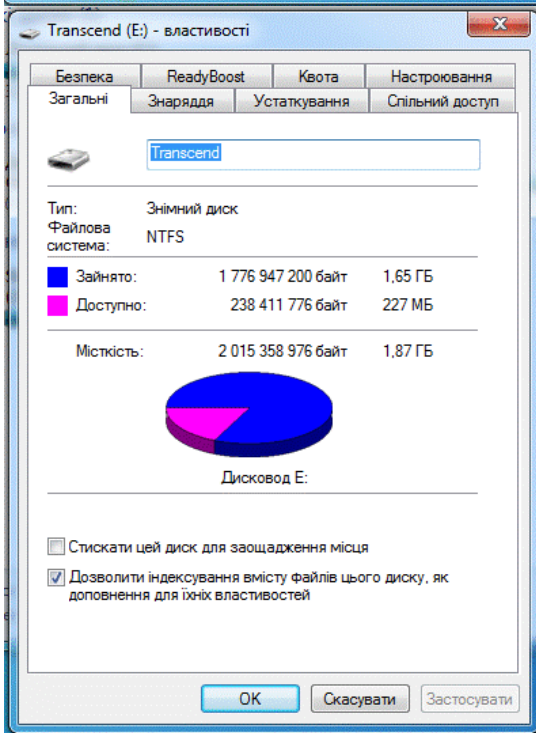 Transcend (E:) - властивості
Безпека ReadyBoost Квота Настроювання
Загальні Знаряддя Устаткування Спільний доступ
Transcend
Тип: Знімний диск
Файлова
система: NTFS
Зайнято: 1 776 947 200 байт 1,65 ГБ
Доступно: 238 411 776 байт 227 МБ
Місткість: 2 015 358 976 байт 1,87 ГБ
Дисковод E:
Стискати цей диск для заощадження місця
Дозволити індексування вмісту файлів цього диску, як
доповнення для їхніх властивостей
OK Скасувати Застосувати